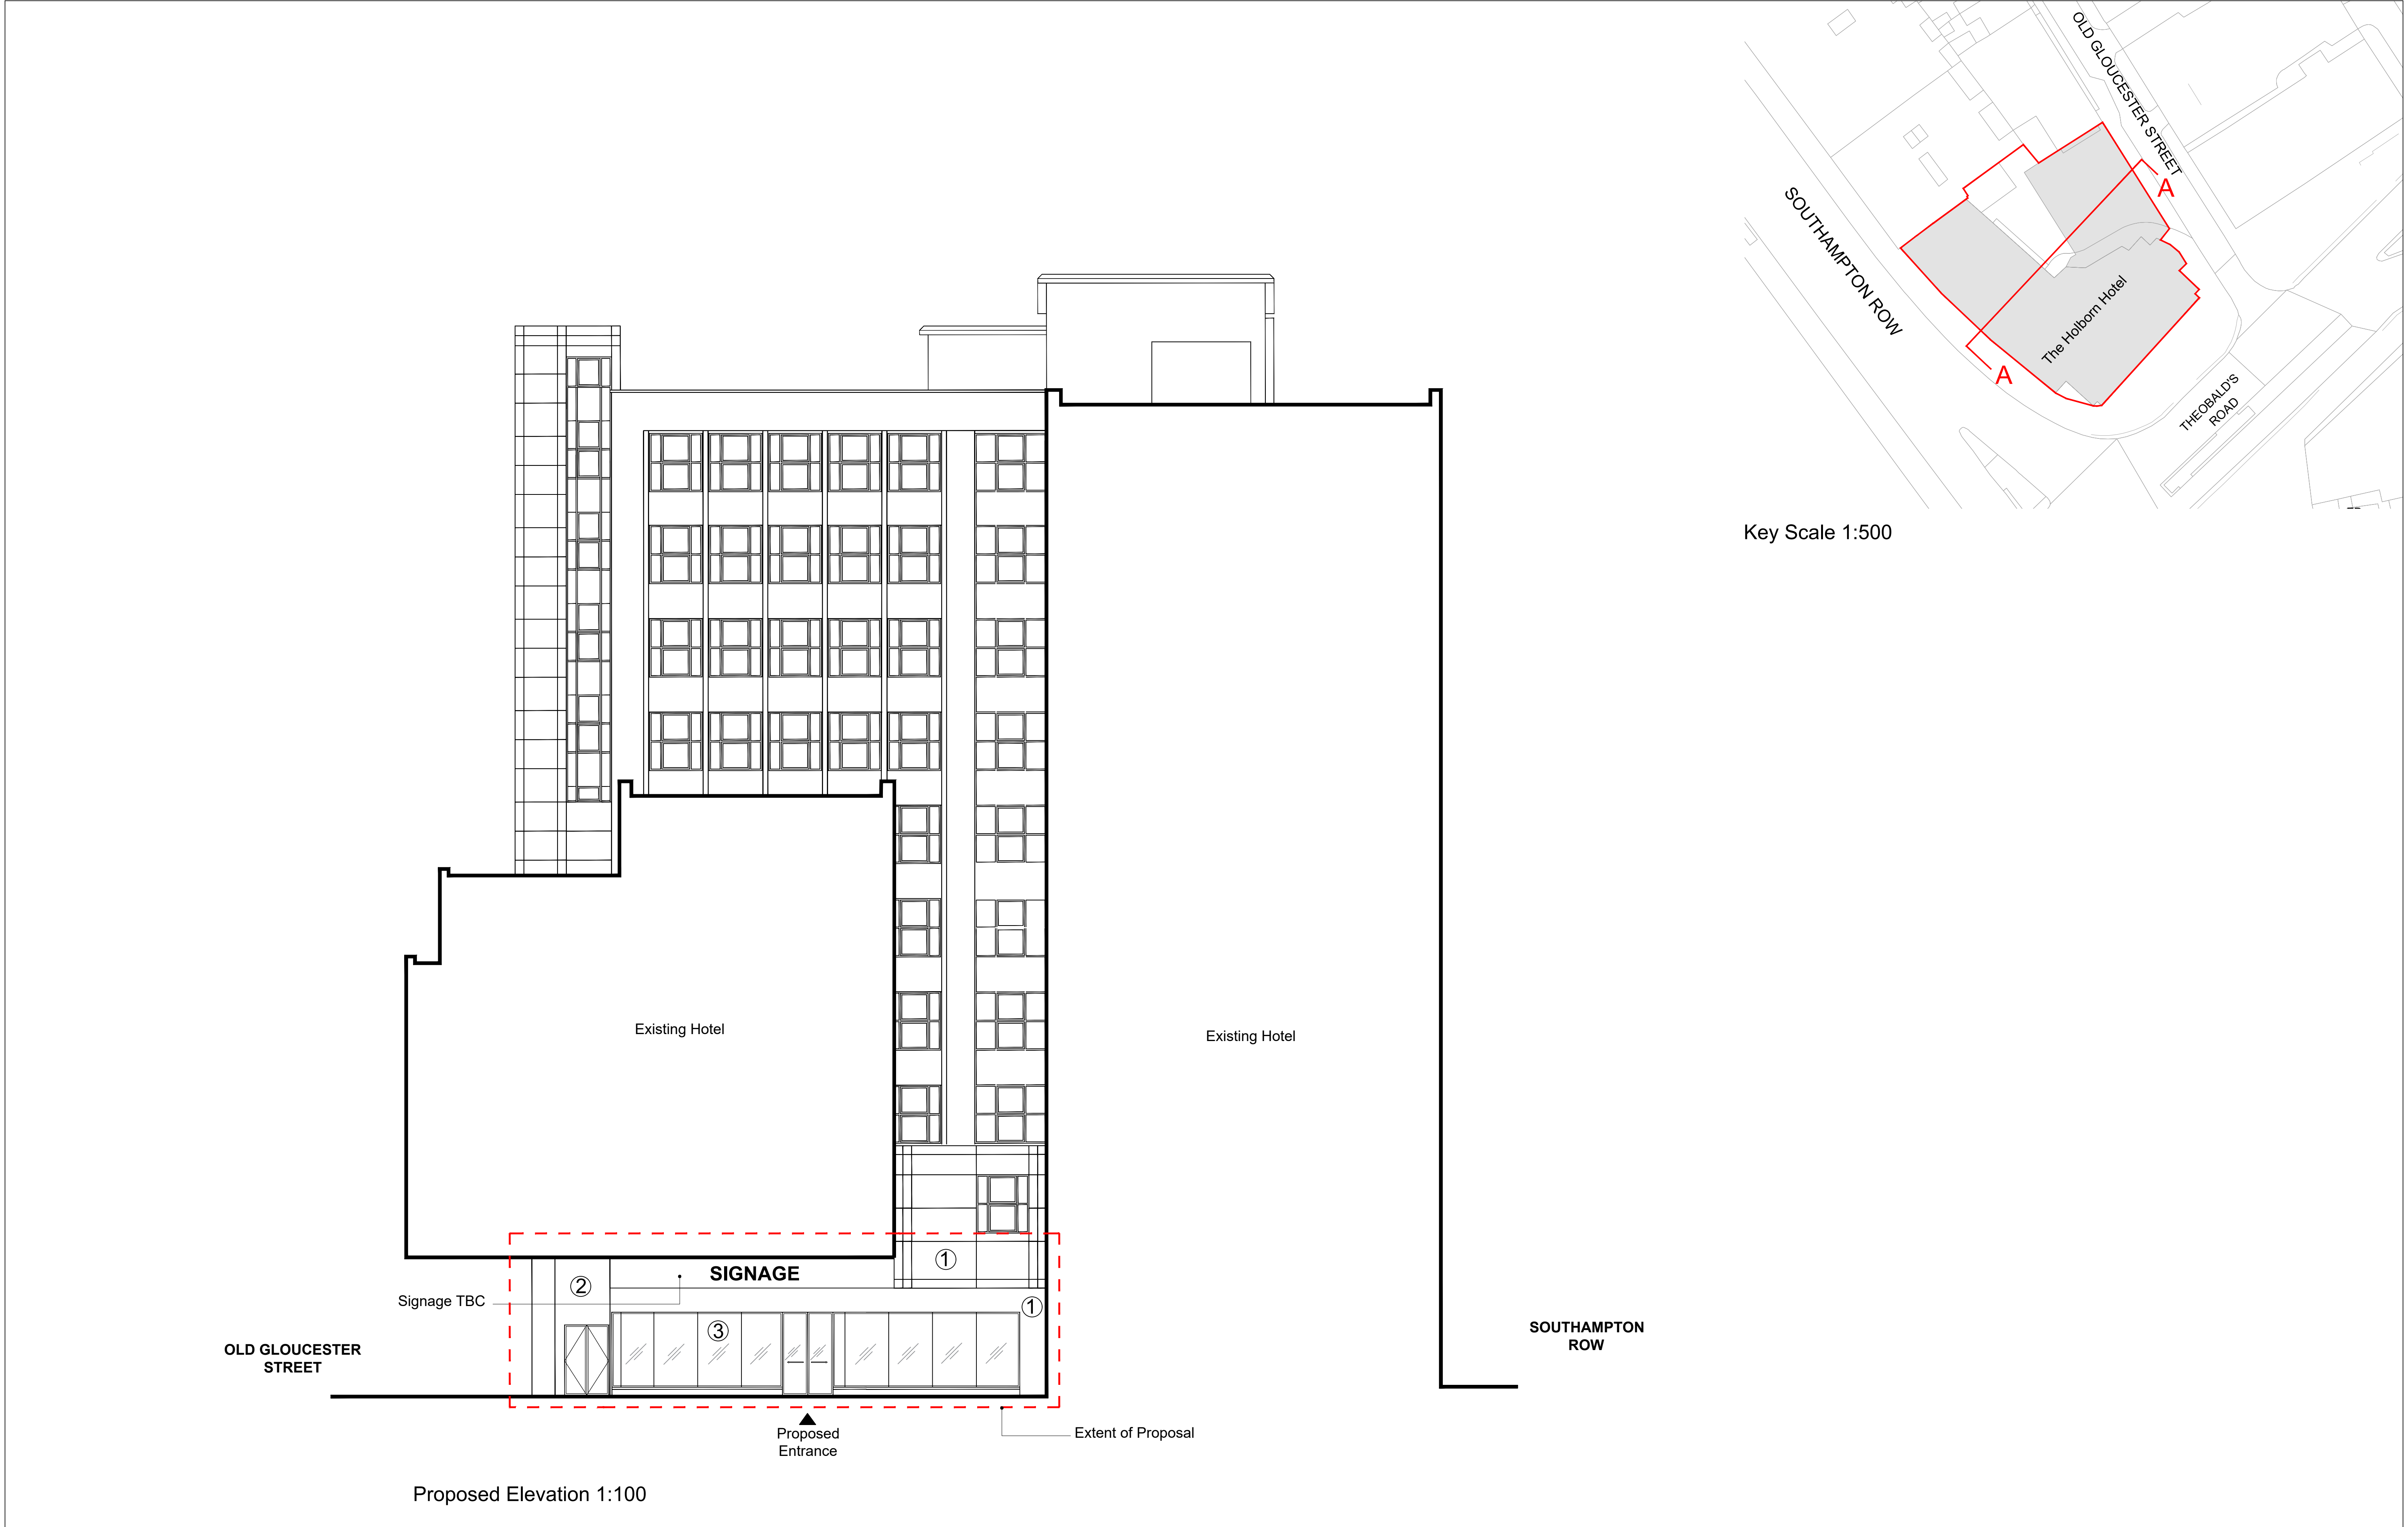 OLD GLOUCESTER STREET
A
SOUTHAMPTON ROW
The Holborn Hotel
A
THEOBALD'S
ROAD
Key Scale 1:500
Existing Hotel
Existing Hotel
1
SIGNAGE
2
Signage TBC
1
3
SOUTHAMPTON
ROW
OLD GLOUCESTER
STREET
Proposed
Entrance
Extent of Proposal
Proposed Elevation 1:100